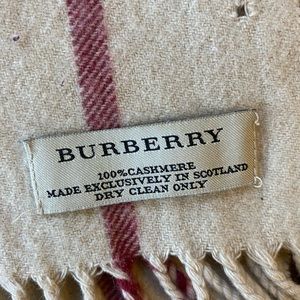 BURBERRY
100%CASHMERE
MADE EXCLUSIVELY IN SCOTLAND
DRY CLEAN ONLY